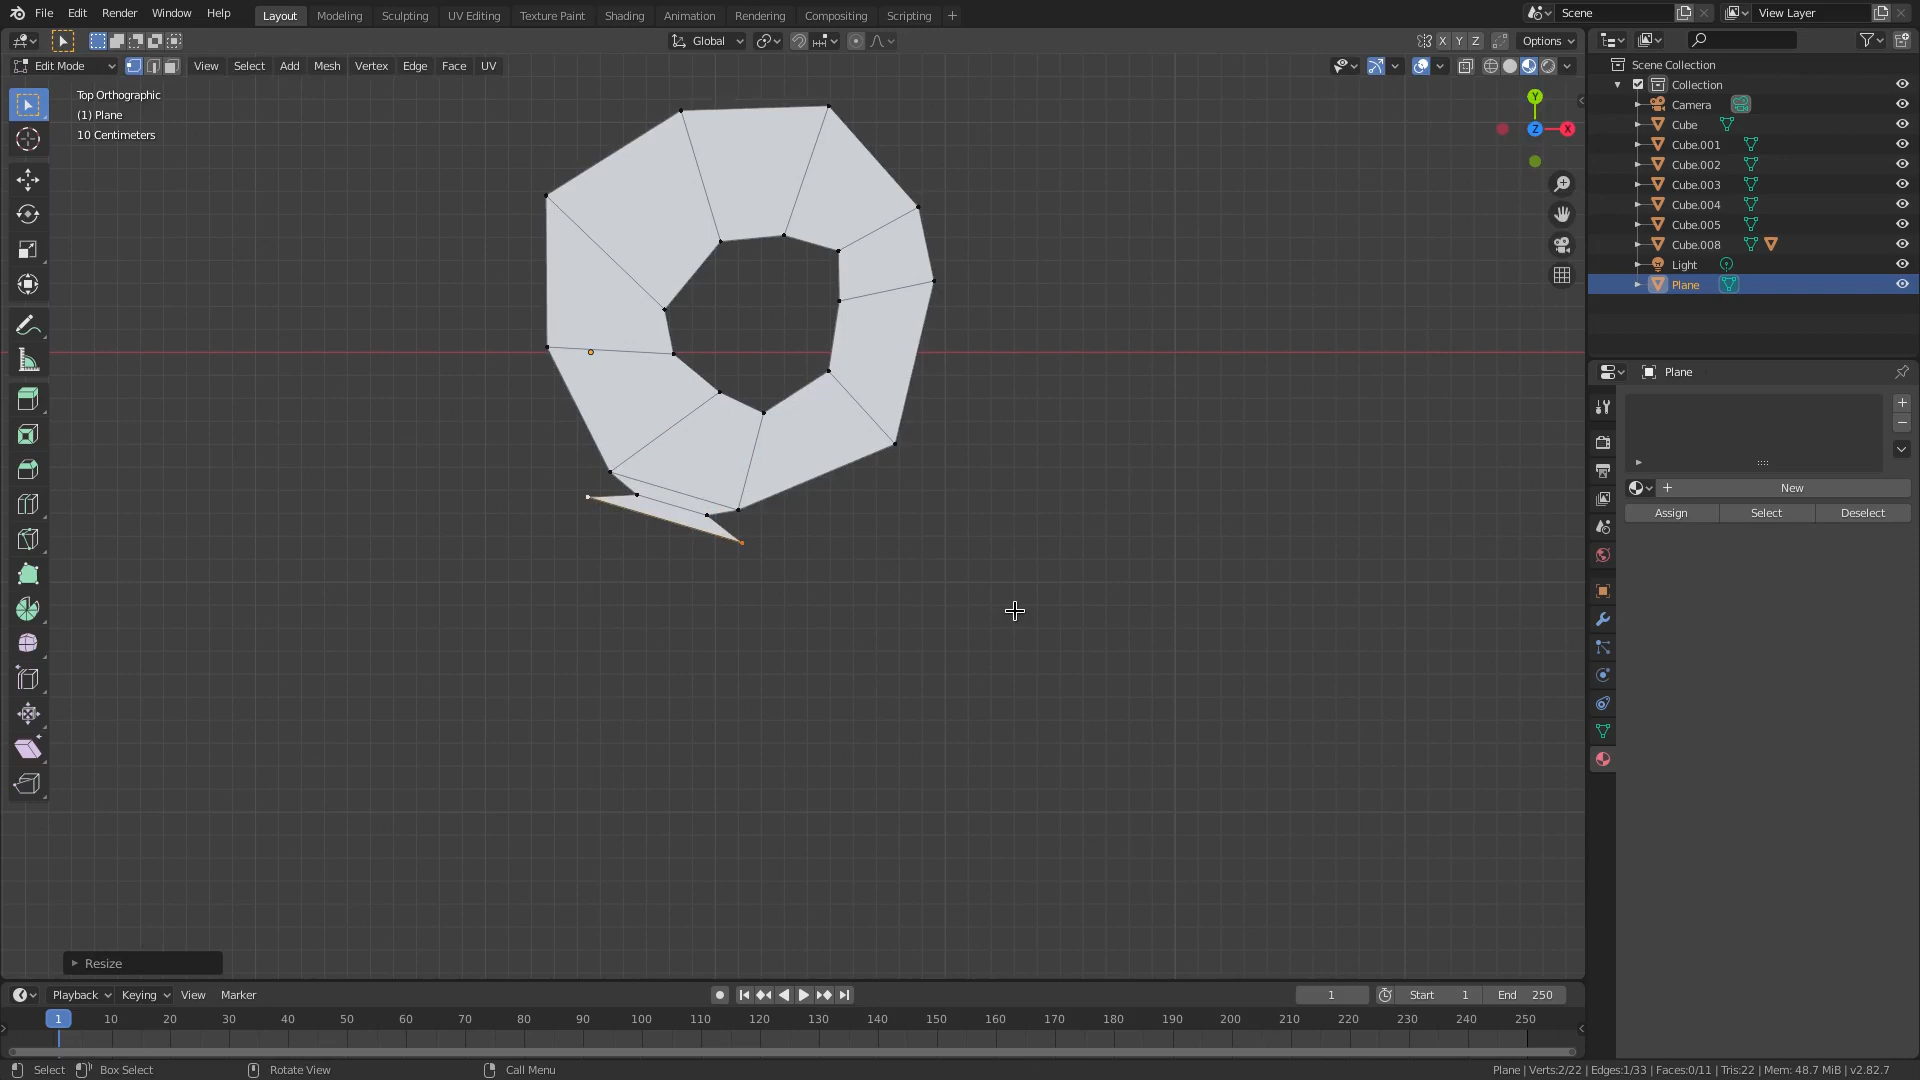 File Edit Render Window Help Layout Modeling Sculpting UV Editing Texture Paint Shading Animation Rendering Compositing Scripting + Scene View Layer
Global X Y Z Options
Edit Mode View Select Add Mesh Vertex Edge Face UV
Top Orthographic
(1) Plane
10 Centimeters
Y
Z
X
Scene Collection
Collection
Camera
Cube
Cube.001
Cube.002
Cube.003
Cube.004
Cube.005
Cube.008
Light
Plane
Plane
New
Assign Select Deselect
Resize
Playback Keying View Marker 1 Start 1 End 250
1 10 20 30 40 50 60 70 80 90 100 110 120 130 140 150 160 170 180 190 200 210 220 230 240 250
Select Box Select Rotate View Call Menu Plane | Verts:2/22 | Edges:1/33 | Faces:0/11 | Tris:22 | Mem: 48.7 MiB | v2.82.7